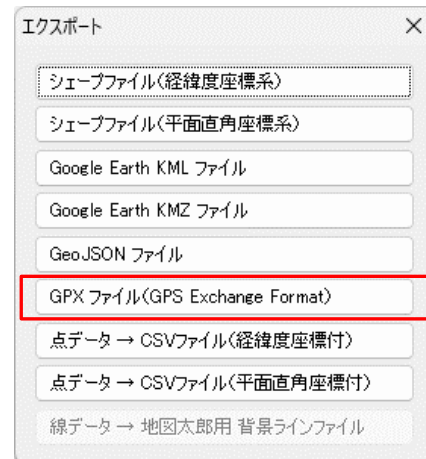 エクスポート
シェープファイル(経緯度座標系)
シェープファイル(平面直角座標系)
Google Earth KML ファイル
Google Earth KMZ ファイル
GeoJSON ファイル
GPX ファイル(GPS Exchange Format)
点データ → CSVファイル(経緯度座標付)
点データ → CSVファイル(平面直角座標付)
線データ → 地図太郎用 背景ラインファイル